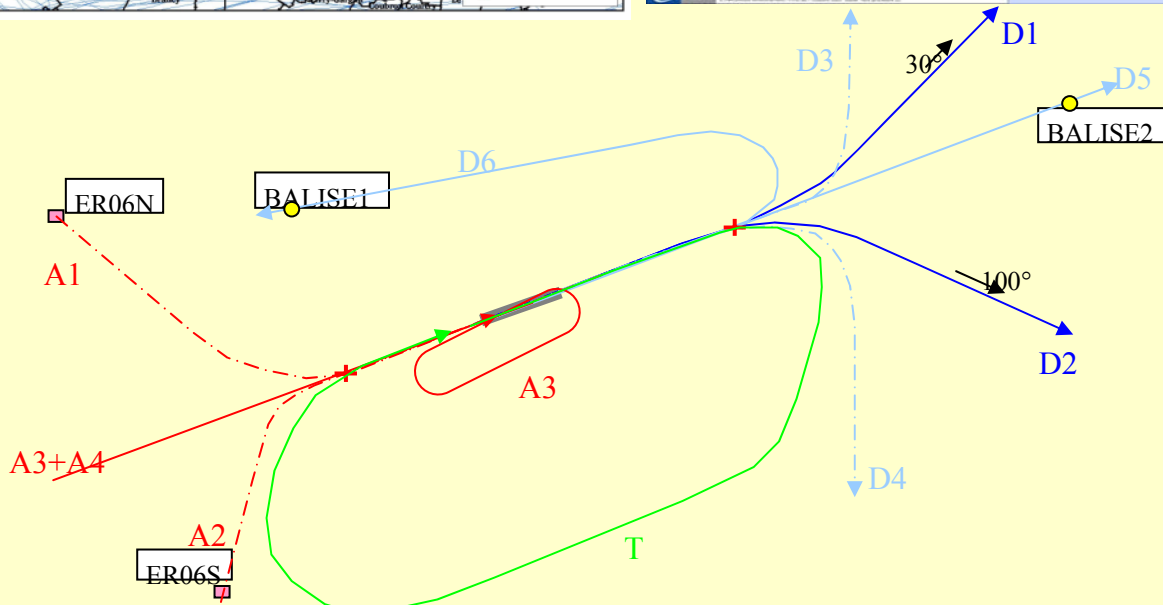 D1
D3
30°
D5
BALISE2
D6
ER06N
BALISE1
A1
100°
D2
A3
A3+A4
D4
A2
T
ER06S